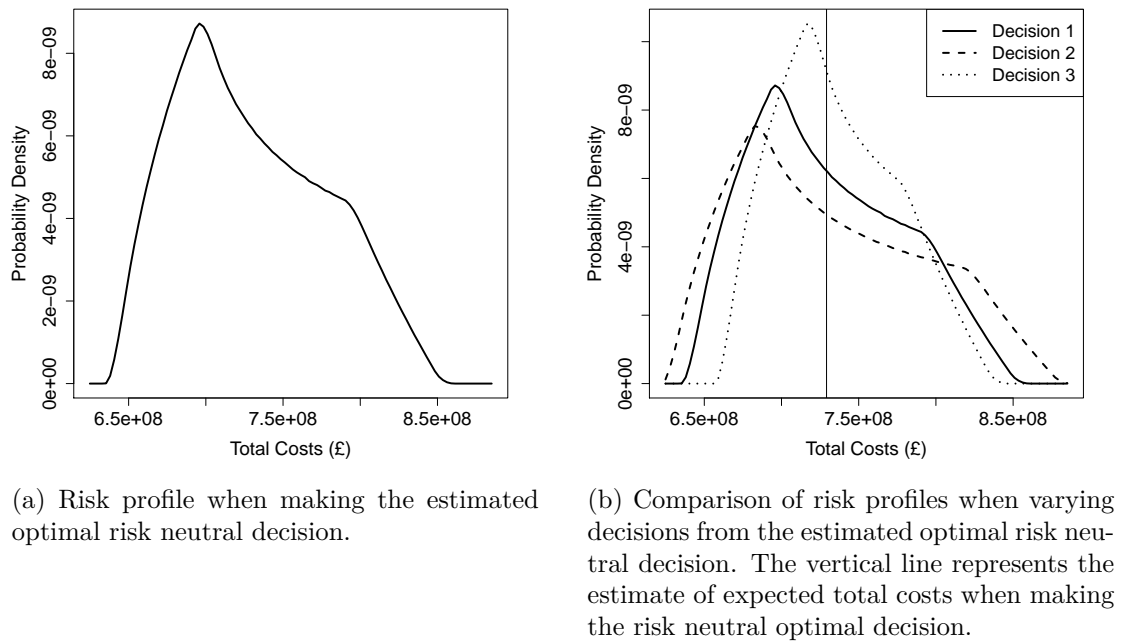 8e−09
6e−09
4e−09
2e−09
0e+00
Probability Density
6.5e+08
7.5e+08
8.5e+08
Total Costs (£)
(a) Risk profile when making the estimated
optimal risk neutral decision.
Decision 1
Decision 2
Decision 3
8e−09
4e−09
0e+00
Probability Density
6.5e+08
7.5e+08
8.5e+08
Total Costs (£)
(b) Comparison of risk profiles when varying
decisions from the estimated optimal risk neu-
tral decision. The vertical line represents the
estimate of expected total costs when making
the risk neutral optimal decision.